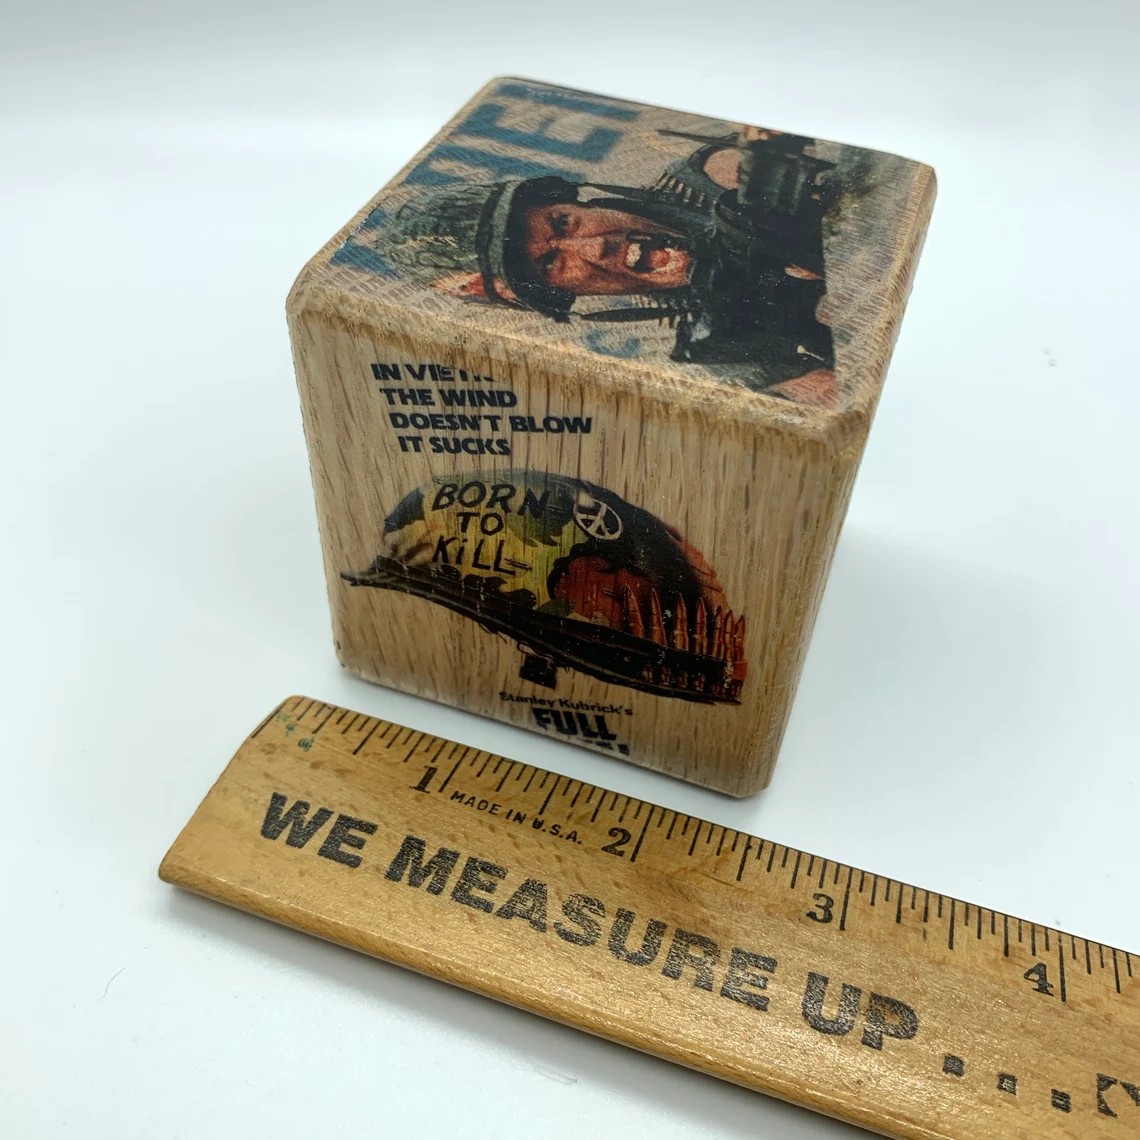 IN VIET
THE WIND
DOESN'T BLOW
IT SUCKS
BORN
TO
KiLL
Stanley Kubrick's
FULL
1 2 3 4
MADE IN U.S.A.
WE MEASURE UP...